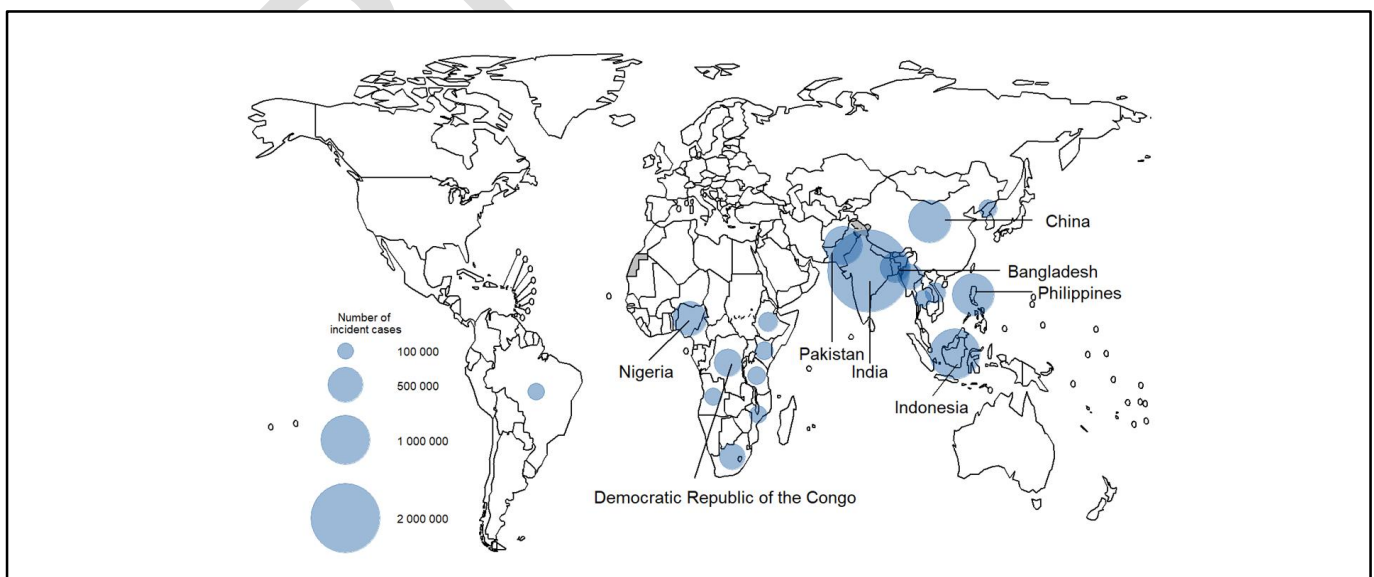 China
Bangladesh
Philippines
Pakistan
India
Nigeria
Indonesia
Democratic Republic of the Congo
Number of
incident cases
100 000
500 000
1 000 000
2 000 000